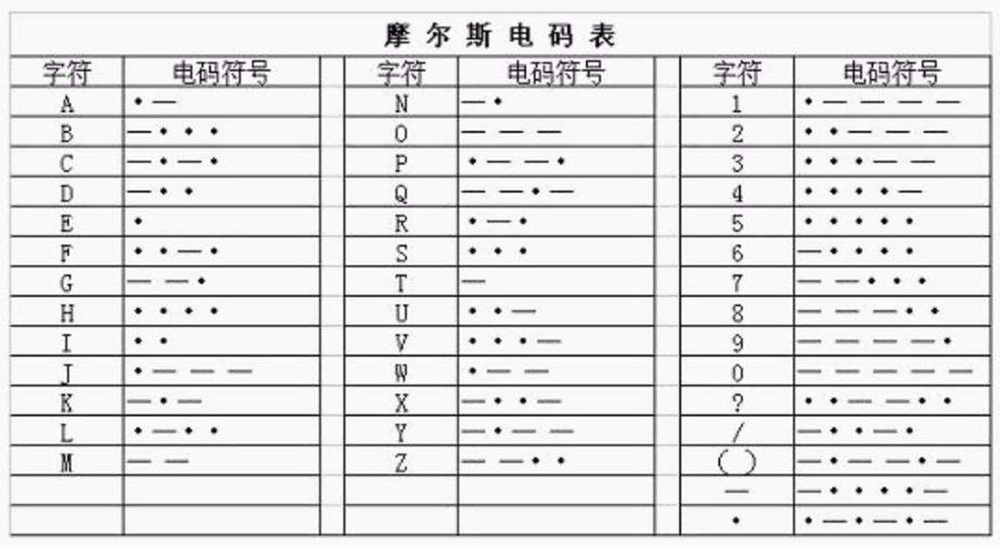 摩尔斯电码表
字符 电码符号 字符 电码符号 字符 电码符号
A •— N —• 1 •————
B —••• O ——— 2 ••———
C —•—• P •——• 3 •••——
D —•• Q ——•— 4 ••••—
E • R •—• 5 •••••
F ••—• S ••• 6 —••••
G ——• T — 7 ——•••
H •••• U ••— 8 ———••
I •• V •••— 9 ————•
J •——— W •—— 0 —————
K —•— X —••— ? ••——••
L •—•• Y —•—— / —••—•
M —— Z ——•• () —•——•—
— —••••—
• •—•—•—